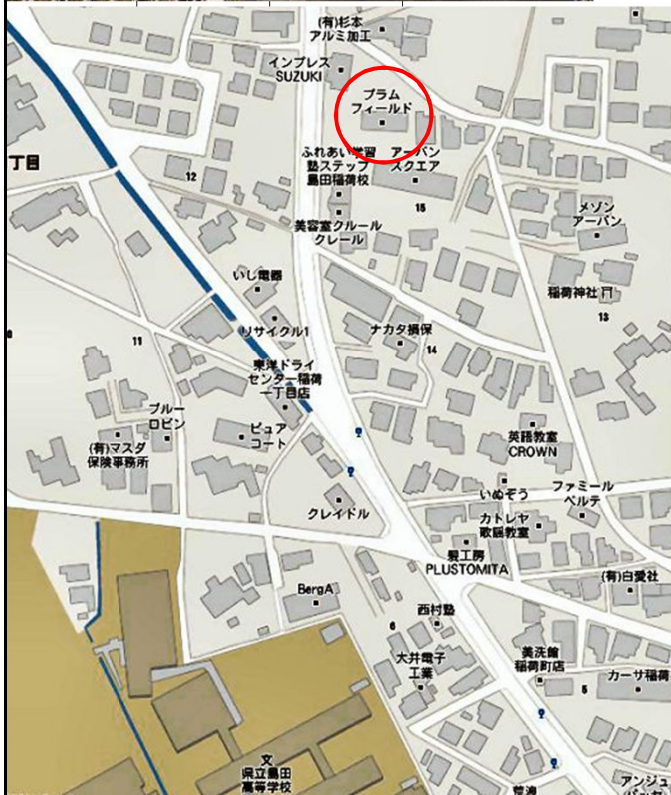 (有)杉本
アルミ加工
インプレス
SUZUKI
プラム
フィールド
丁目
ふれあい学習
塾ステップ
島田稲荷校
アーバン
スクエア
12
15
美容室クルール
クレール
メゾン
アーバン
いし電器
稲荷神社
13
リサイクル1
ナカタ損保
11
14
東洋ドライ
センター稲荷
一丁目店
ブルー
ロビン
ピュア
コート
(有)マスダ
保険事務所
英語教室
CROWN
いぬぞう
ファミール
ベルテ
クレイドル
カトレヤ
歌謡教室
髪工房
PLUSTOMITA
(有)白愛社
BergA
西村塾
6
大井電子
工業
美洗館
稲荷町店
5
カーサ稲荷
文
県立島田
高等学校
アンジュ